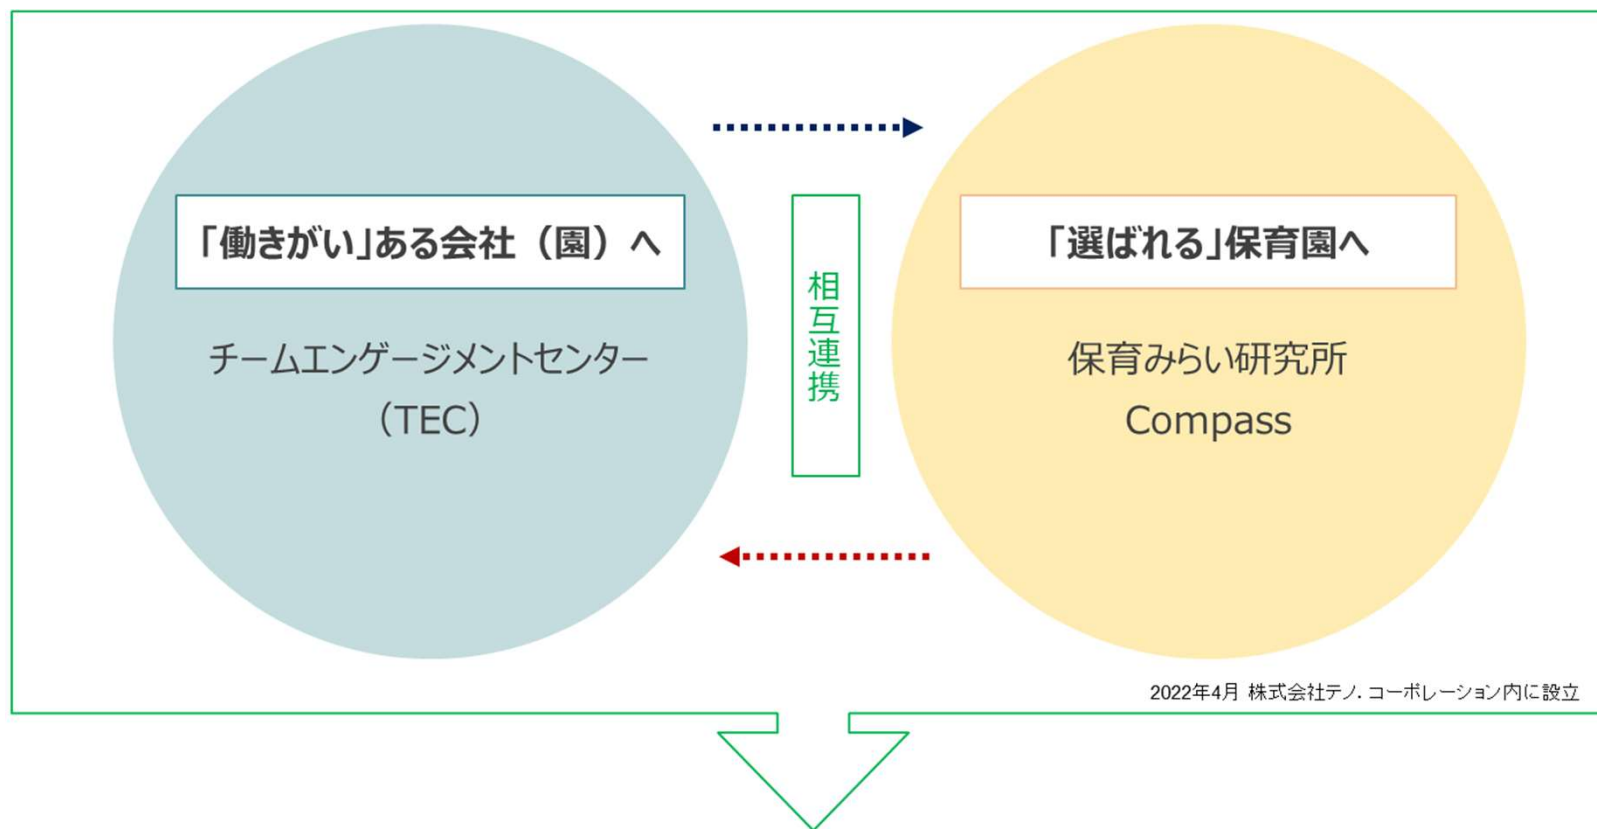 「働きがい」ある会社（園）へ
チームエンゲージメントセンター
（TEC）
相互連携
「選ばれる」保育園へ
保育みらい研究所
Compass
2022年4月 株式会社テノ. コーポレーション内に設立